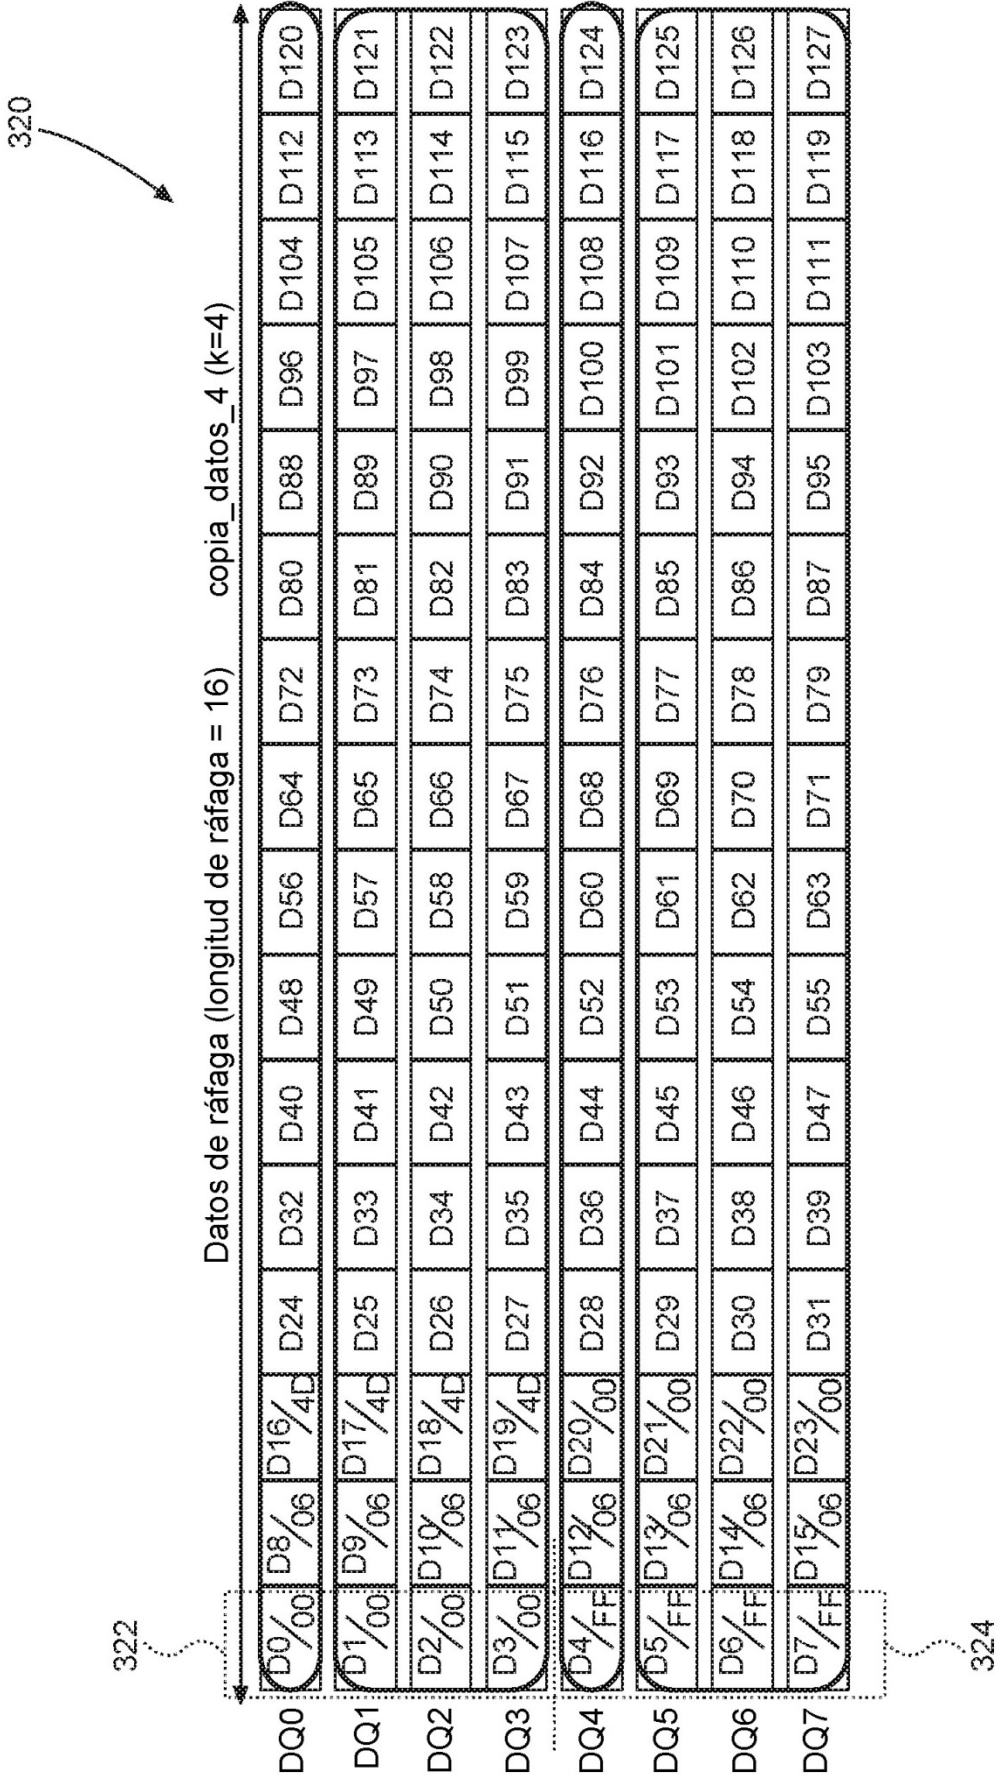 320
Datos de ráfaga (longitud de ráfaga = 16) copia_datos_4 (k=4)
322
DQ0 D0/00 D8/06 D16/4D D24 D32 D40 D48 D56 D64 D72 D80 D88 D96 D104 D112 D120
DQ1 D1/00 D9/06 D17/4D D25 D33 D41 D49 D57 D65 D73 D81 D89 D97 D105 D113 D121
DQ2 D2/00 D10/06 D18/4D D26 D34 D42 D50 D58 D66 D74 D82 D90 D98 D106 D114 D122
DQ3 D3/00 D11/06 D19/4D D27 D35 D43 D51 D59 D67 D75 D83 D91 D99 D107 D115 D123
DQ4 D4/FF D12/06 D20/00 D28 D36 D44 D52 D60 D68 D76 D84 D92 D100 D108 D116 D124
DQ5 D5/FF D13/06 D21/00 D29 D37 D45 D53 D61 D69 D77 D85 D93 D101 D109 D117 D125
DQ6 D6/FF D14/06 D22/00 D30 D38 D46 D54 D62 D70 D78 D86 D94 D102 D110 D118 D126
DQ7 D7/FF D15/06 D23/00 D31 D39 D47 D55 D63 D71 D79 D87 D95 D103 D111 D119 D127
324